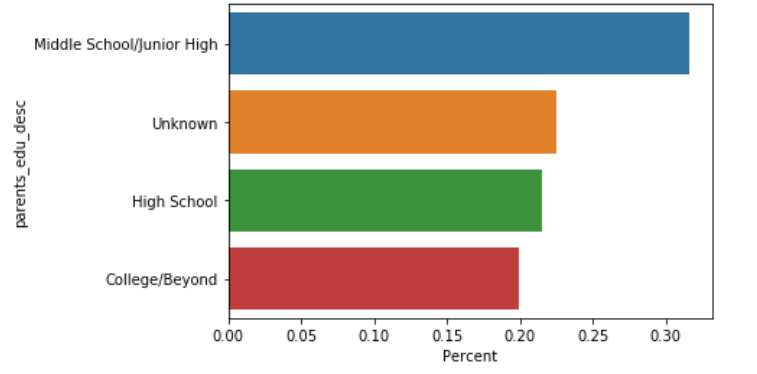 Middle School/Junior High
Unknown
High School
College/Beyond
parents_edu_desc
0.00 0.05 0.10 0.15 0.20 0.25 0.30
Percent